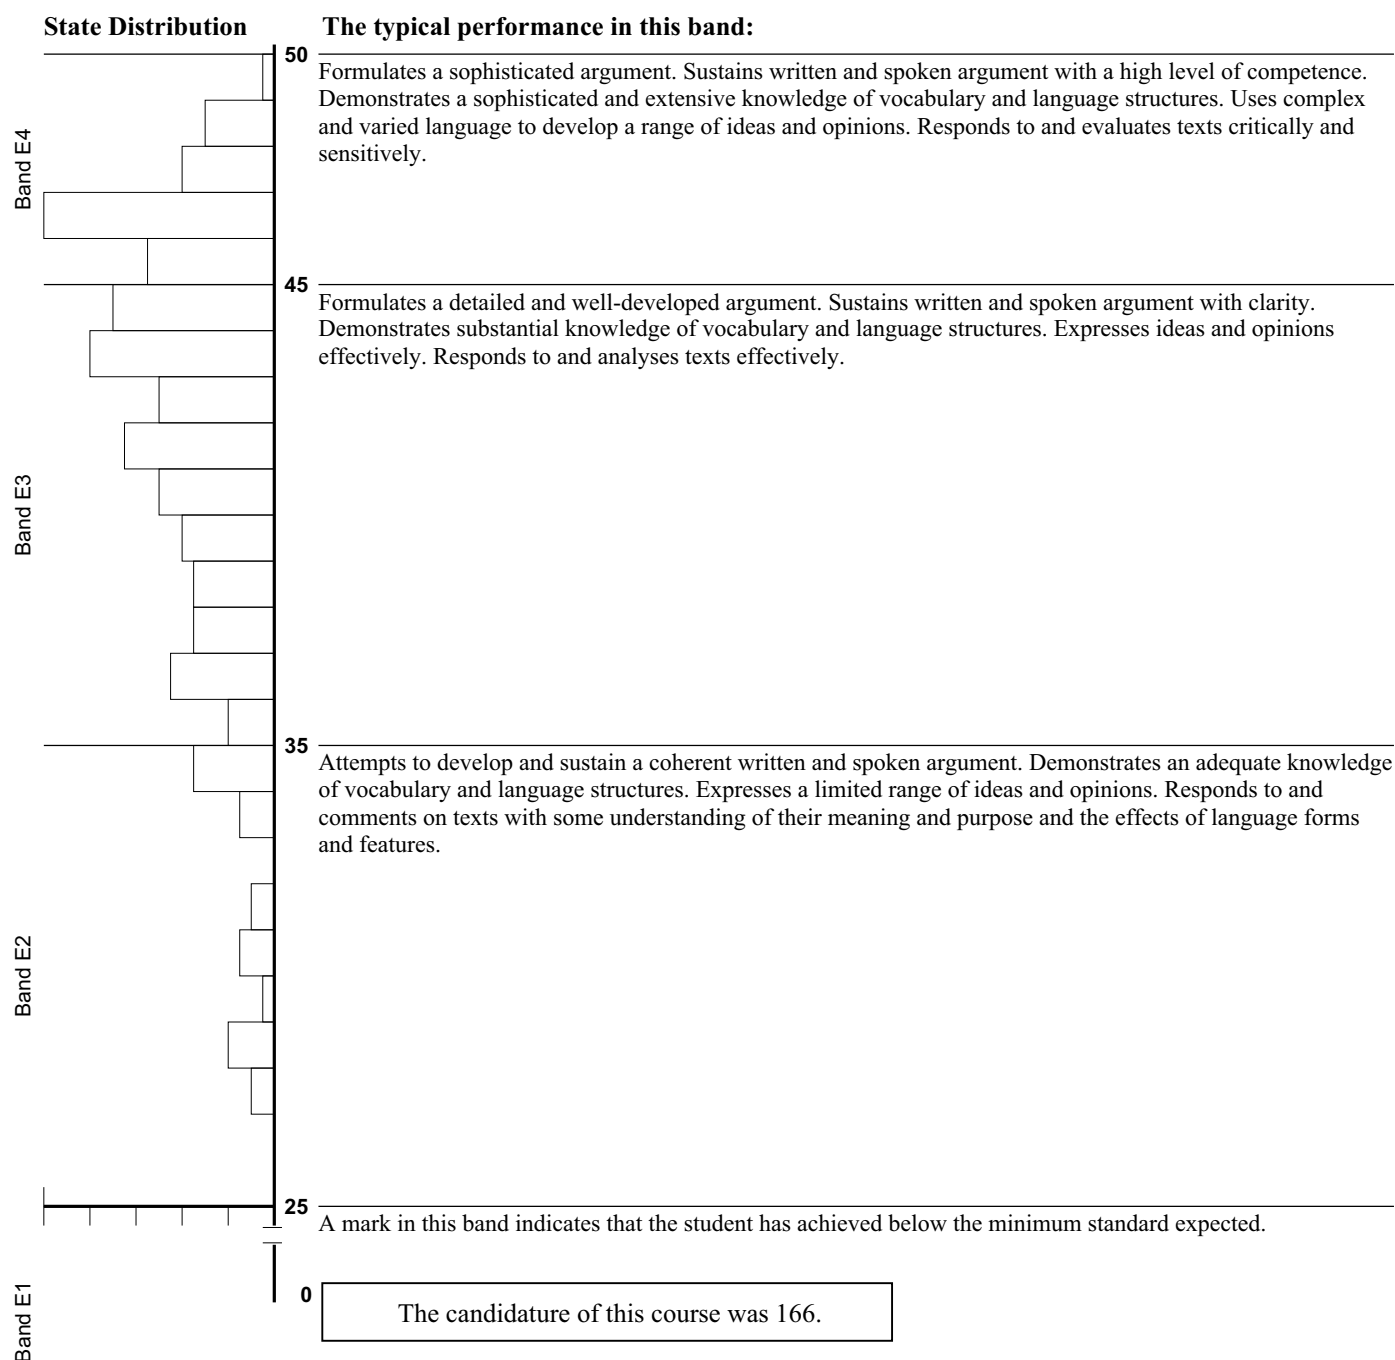 State Distribution
The typical performance in this band:
50
Formulates a sophisticated argument. Sustains written and spoken argument with a high level of competence.
Demonstrates a sophisticated and extensive knowledge of vocabulary and language structures. Uses complex
and varied language to develop a range of ideas and opinions. Responds to and evaluates texts critically and
sensitively.
Band E4
45
Formulates a detailed and well-developed argument. Sustains written and spoken argument with clarity.
Demonstrates substantial knowledge of vocabulary and language structures. Expresses ideas and opinions
effectively. Responds to and analyses texts effectively.
Band E3
35
Attempts to develop and sustain a coherent written and spoken argument. Demonstrates an adequate knowledge
of vocabulary and language structures. Expresses a limited range of ideas and opinions. Responds to and
comments on texts with some understanding of their meaning and purpose and the effects of language forms
and features.
Band E2
25
A mark in this band indicates that the student has achieved below the minimum standard expected.
0
Band E1
The candidature of this course was 166.